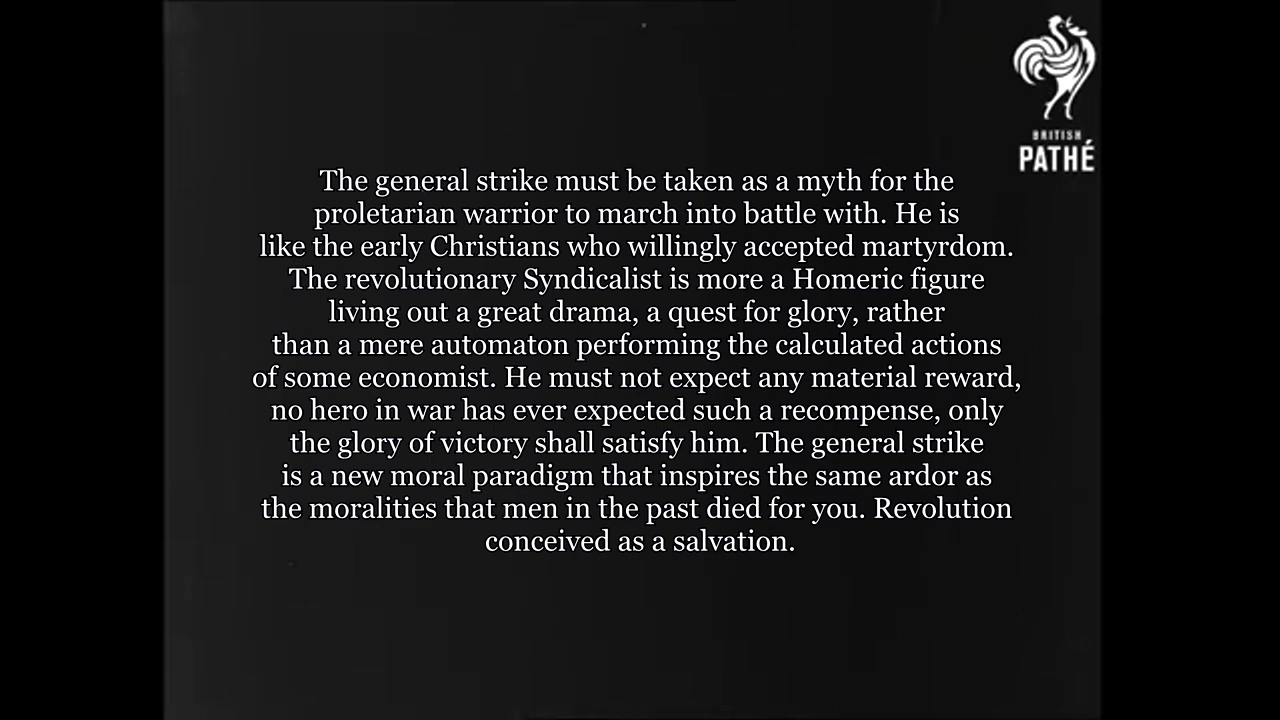 BRITISH
PATHÉ
The general strike must be taken as a myth for the
proletarian warrior to march into battle with. He is
like the early Christians who willingly accepted martyrdom.
The revolutionary Syndicalist is more a Homeric figure
living out a great drama, a quest for glory, rather
than a mere automaton performing the calculated actions
of some economist. He must not expect any material reward,
no hero in war has ever expected such a recompense, only
the glory of victory shall satisfy him. The general strike
is a new moral paradigm that inspires the same ardor as
the moralities that men in the past died for you. Revolution
conceived as a salvation.